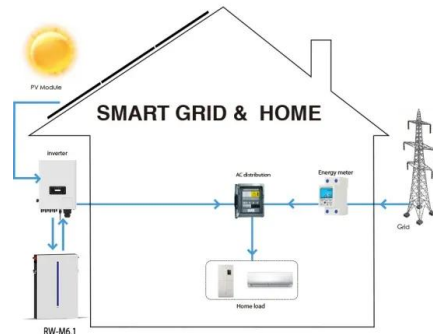 PV Module
SMART GRID & HOME
inverter
AC distribution
Energy meter
Grid
Home load
RW-M6.1